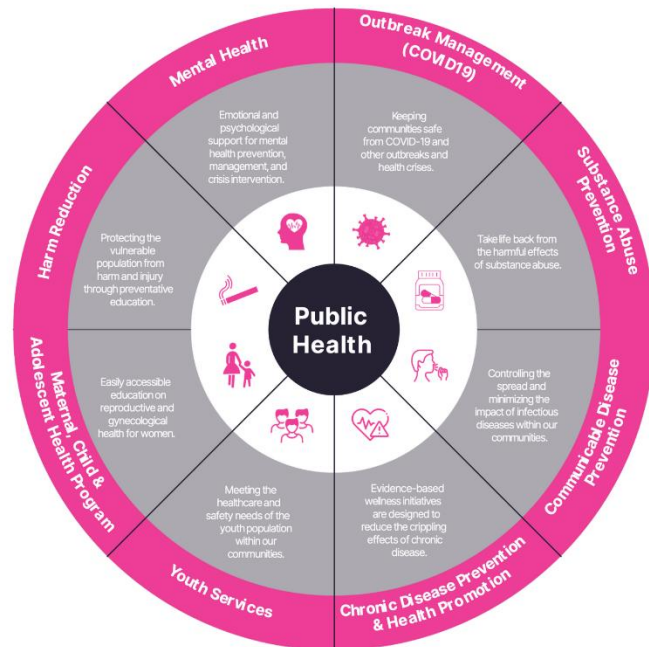 Public
Health
Outbreak Management
(COVID19)
Keeping
communities safe
from COVID-19 and
other outbreaks and
health crises.
Substance Abuse
Prevention
Take life back from
the harmful effects
of substance abuse.
Communicable Disease
Prevention
Controlling the
spread and
minimizing the
impact of infectious
diseases within our
communities.
Chronic Disease Prevention
& Health Promotion
Evidence-based
wellness initiatives
are designed to
reduce the crippling
effects of chronic
disease.
Youth Services
Meeting the
healthcare and
safety needs of the
youth population
within our
communities.
Maternal, Child &
Adolescent Health Program
Easily accessible
education on
reproductive and
gynecological
health for women.
Harm Reduction
Protecting the
vulnerable
population from
harm and injury
through preventative
education.
Mental Health
Emotional and
psychological
support for mental
health prevention,
management, and
crisis intervention.